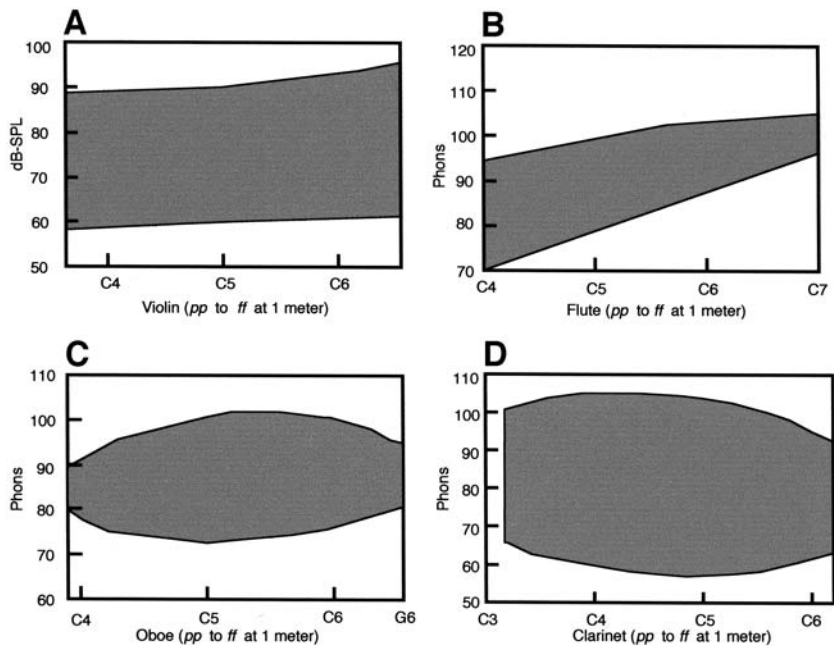 A
100
90
80
70
60
50
dB-SPL
C4 C5 C6
Violin (pp to ff at 1 meter)
B
120
110
100
90
80
70
Phons
C4 C5 C6 C7
Flute (pp to ff at 1 meter)
C
110
100
90
80
70
60
Phons
C4 C5 C6 G6
Oboe (pp to ff at 1 meter)
D
110
100
90
80
70
60
50
Phons
C3 C4 C5 C6
Clarinet (pp to ff at 1 meter)